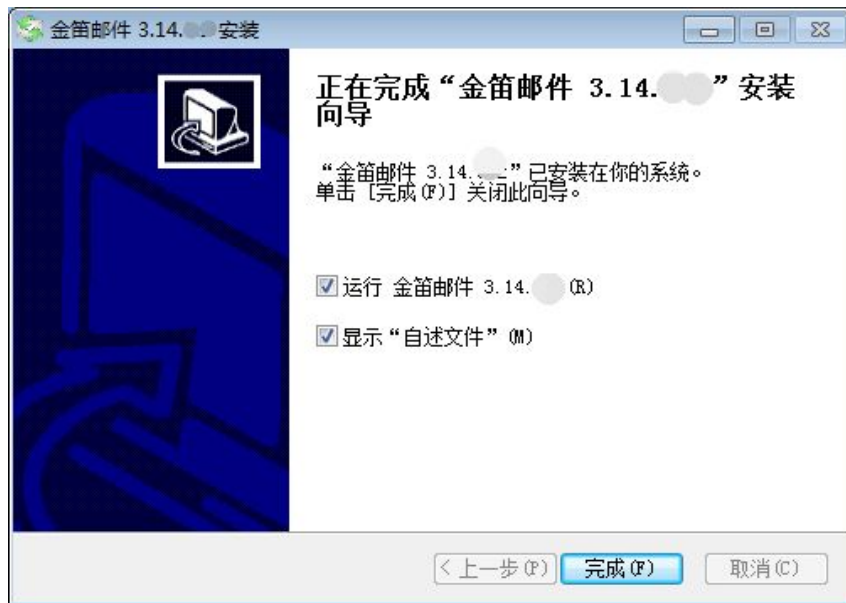 金笛邮件 3.14. 安装
正在完成“金笛邮件 3.14. ”安装
向导
“金笛邮件 3.14. ”已安装在你的系统。
单击 [完成(F)] 关闭此向导。
运行 金笛邮件 3.14. (R)
显示“自述文件”(M)
< 上一步(P) 完成(F) 取消(C)